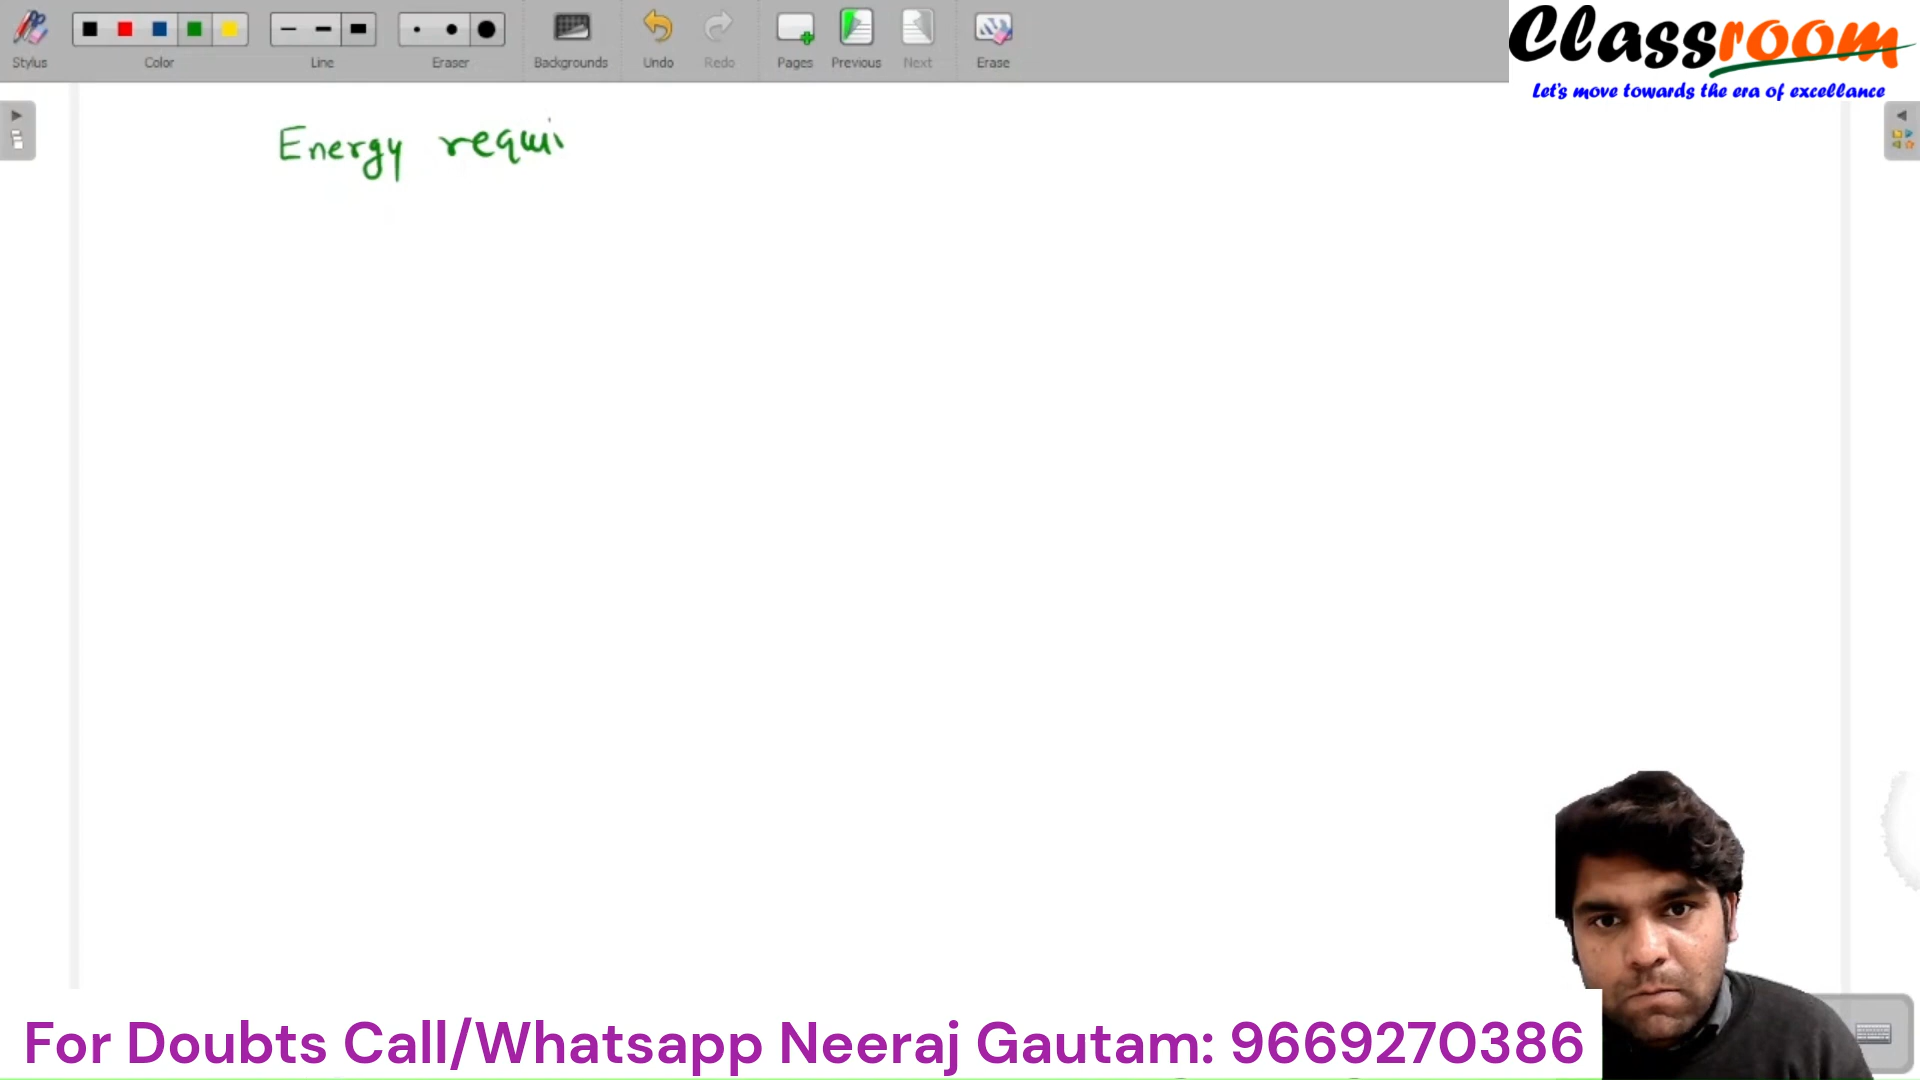 Stylus Color Line Eraser Backgrounds Undo Redo Pages Previous Next Erase
Classroom
Let's move towards the era of excellance
Energy requi
For Doubts Call/Whatsapp Neeraj Gautam: 9669270386